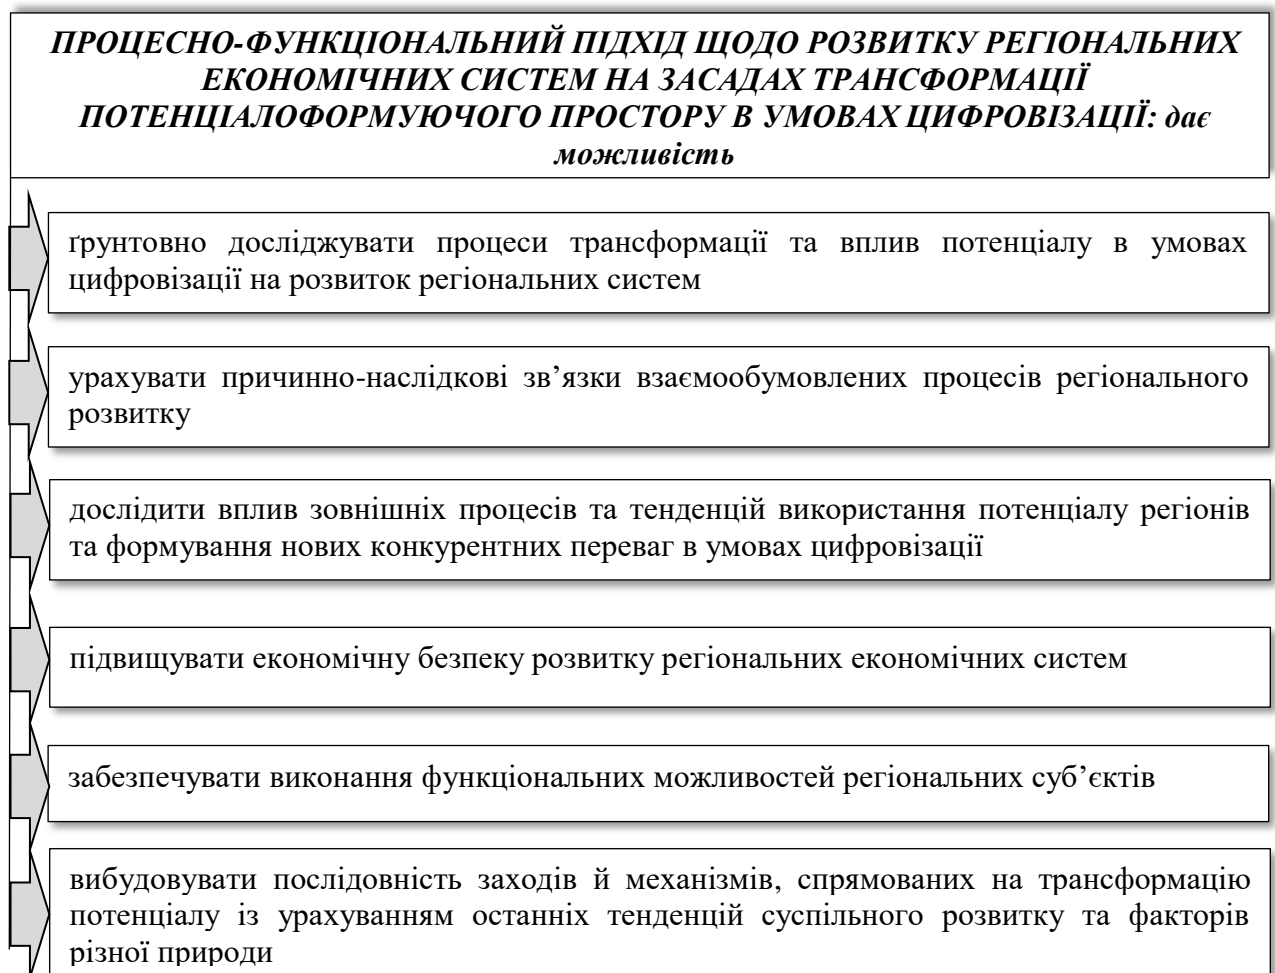 ПРОЦЕСНО-ФУНКЦІОНАЛЬНИЙ ПІДХІД ЩОДО РОЗВИТКУ РЕГІОНАЛЬНИХ
ЕКОНОМІЧНИХ СИСТЕМ НА ЗАСАДАХ ТРАНСФОРМАЦІЇ
ПОТЕНЦІАЛОФОРМУЮЧОГО ПРОСТОРУ В УМОВАХ ЦИФРОВІЗАЦІЇ: дає
можливість
ґрунтовно досліджувати процеси трансформації та вплив потенціалу в умовах
цифровізації на розвиток регіональних систем
урахувати причинно-наслідкові зв’язки взаємообумовлених процесів регіонального
розвитку
дослідити вплив зовнішніх процесів та тенденцій використання потенціалу регіонів
та формування нових конкурентних переваг в умовах цифровізації
підвищувати економічну безпеку розвитку регіональних економічних систем
забезпечувати виконання функціональних можливостей регіональних суб’єктів
вибудовувати послідовність заходів й механізмів, спрямованих на трансформацію
потенціалу із урахуванням останніх тенденцій суспільного розвитку та факторів
різної природи